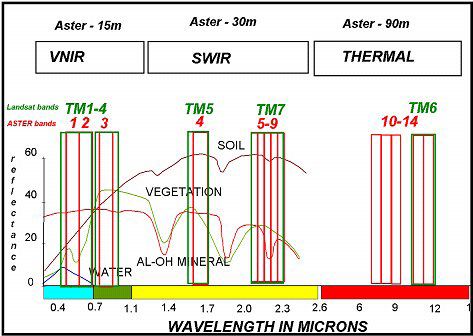 Aster - 15m Aster - 30m Aster - 90m
VNIR SWIR THERMAL
Landsat bands TM1-4 TM5 TM7 TM6
ASTER bands 1 2 3 4 5-9 10-14
reflectance
60
40
20
0
SOIL
VEGETATION
AL-OH MINERAL
WATER
0.4 0.7 1.1 1.4 1.7 2.0 2.3 2.6 6 9 12 1
WAVELENGTH IN MICRONS